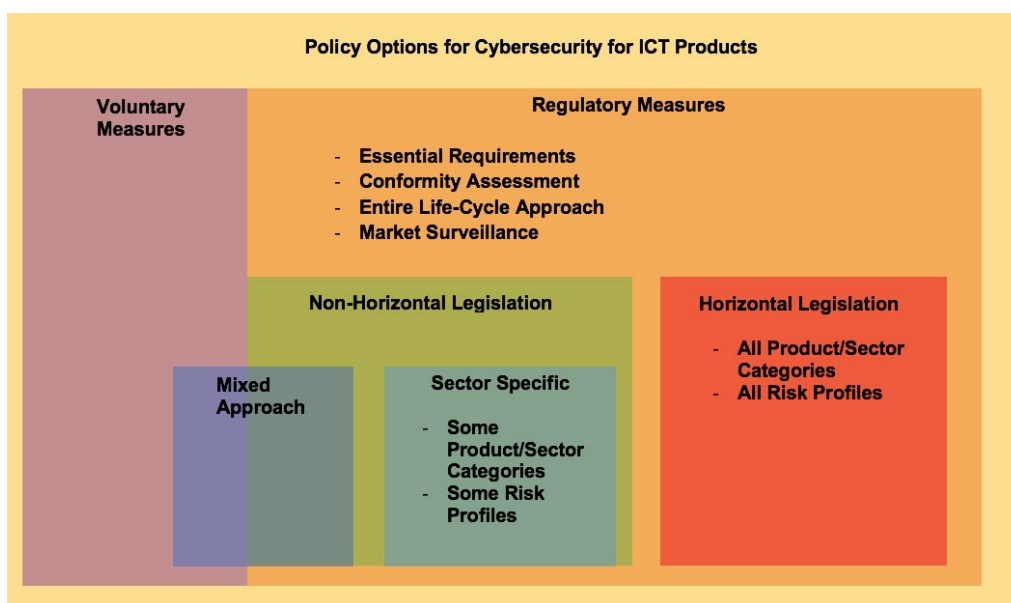 Policy Options for Cybersecurity for ICT Products
Voluntary
Measures
Regulatory Measures
- Essential Requirements
- Conformity Assessment
- Entire Life-Cycle Approach
- Market Surveillance
Non-Horizontal Legislation
Mixed
Approach
Sector Specific
- Some
Product/Sector
Categories
- Some Risk
Profiles
Horizontal Legislation
- All Product/Sector
Categories
- All Risk Profiles